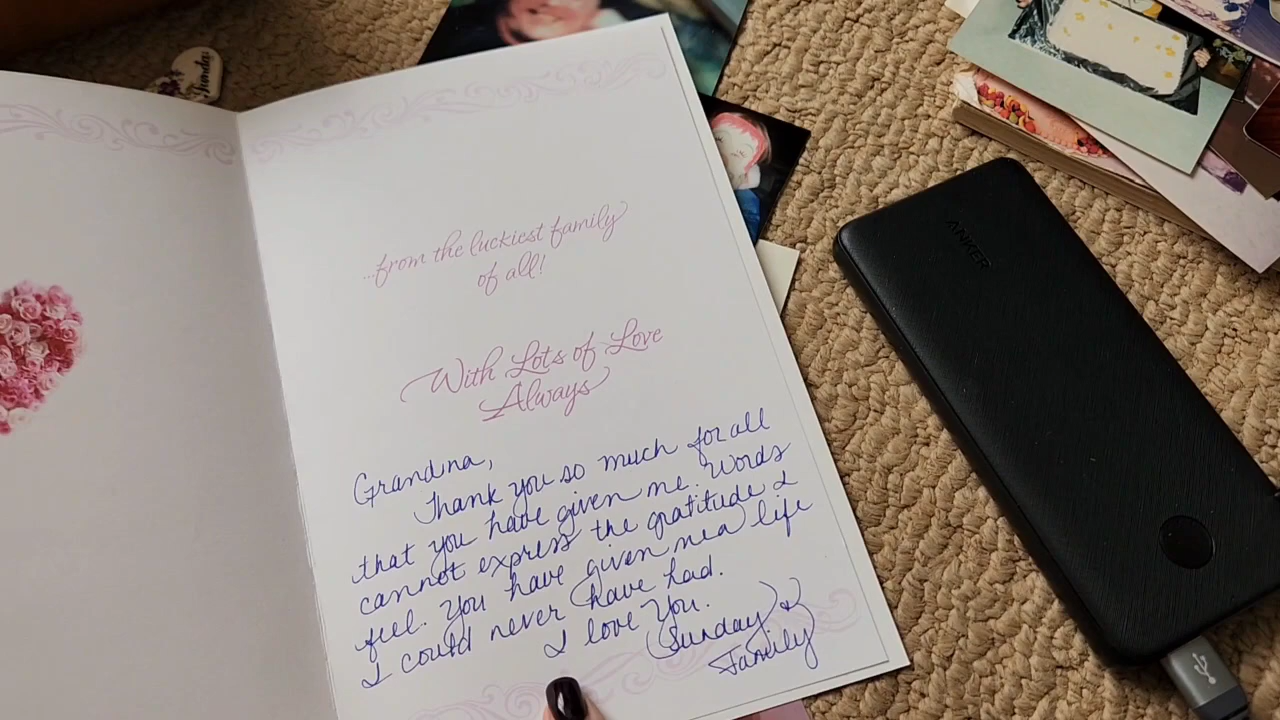 Sunday
...from the luckiest family
of all!
With Lots of Love
Always
Grandma,
Thank you so much for all
that you have given me. Words
cannot express the gratitude I
feel. You have given me a life
I could never have had.
I love You.
Sunday &
Family
ANKER